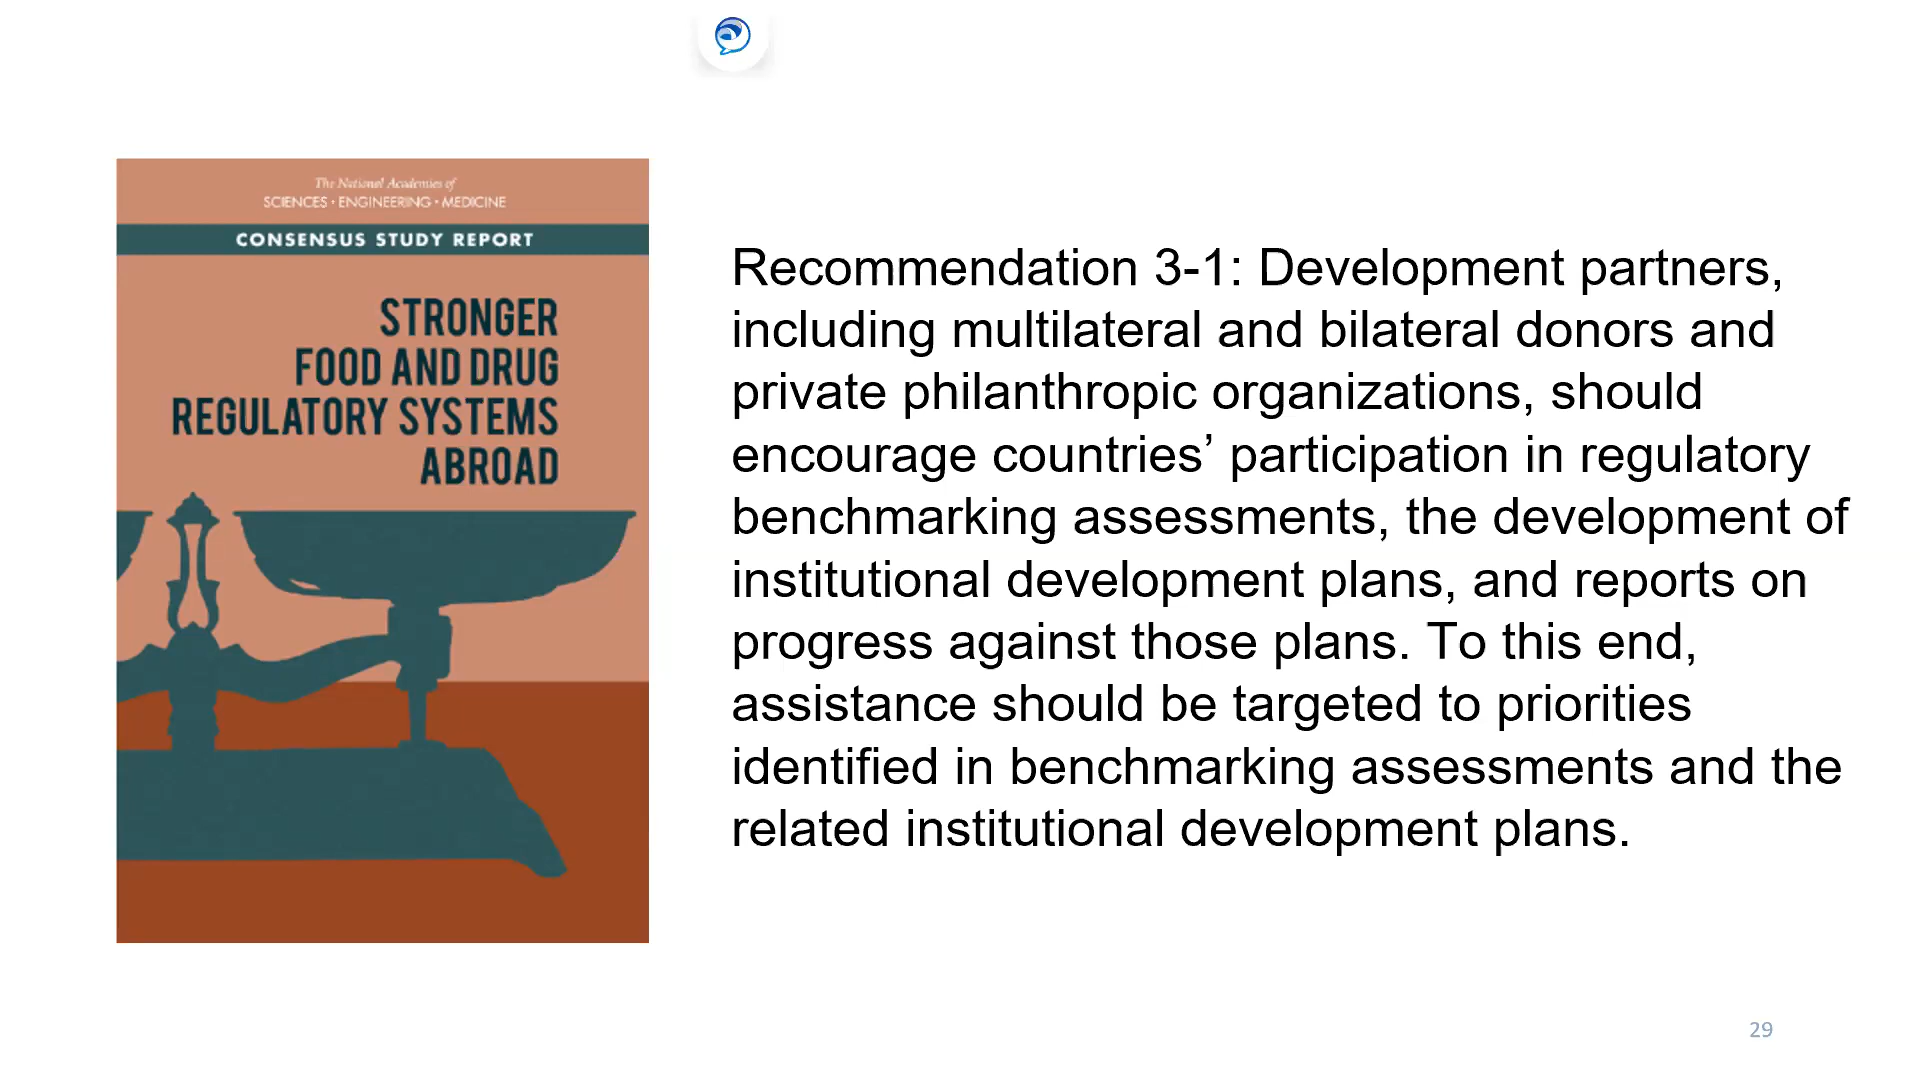 The National Academies of
SCIENCES • ENGINEERING • MEDICINE
CONSENSUS STUDY REPORT
STRONGER
FOOD AND DRUG
REGULATORY SYSTEMS
ABROAD
Recommendation 3-1: Development partners,
including multilateral and bilateral donors and
private philanthropic organizations, should
encourage countries’ participation in regulatory
benchmarking assessments, the development of
institutional development plans, and reports on
progress against those plans. To this end,
assistance should be targeted to priorities
identified in benchmarking assessments and the
related institutional development plans.
29